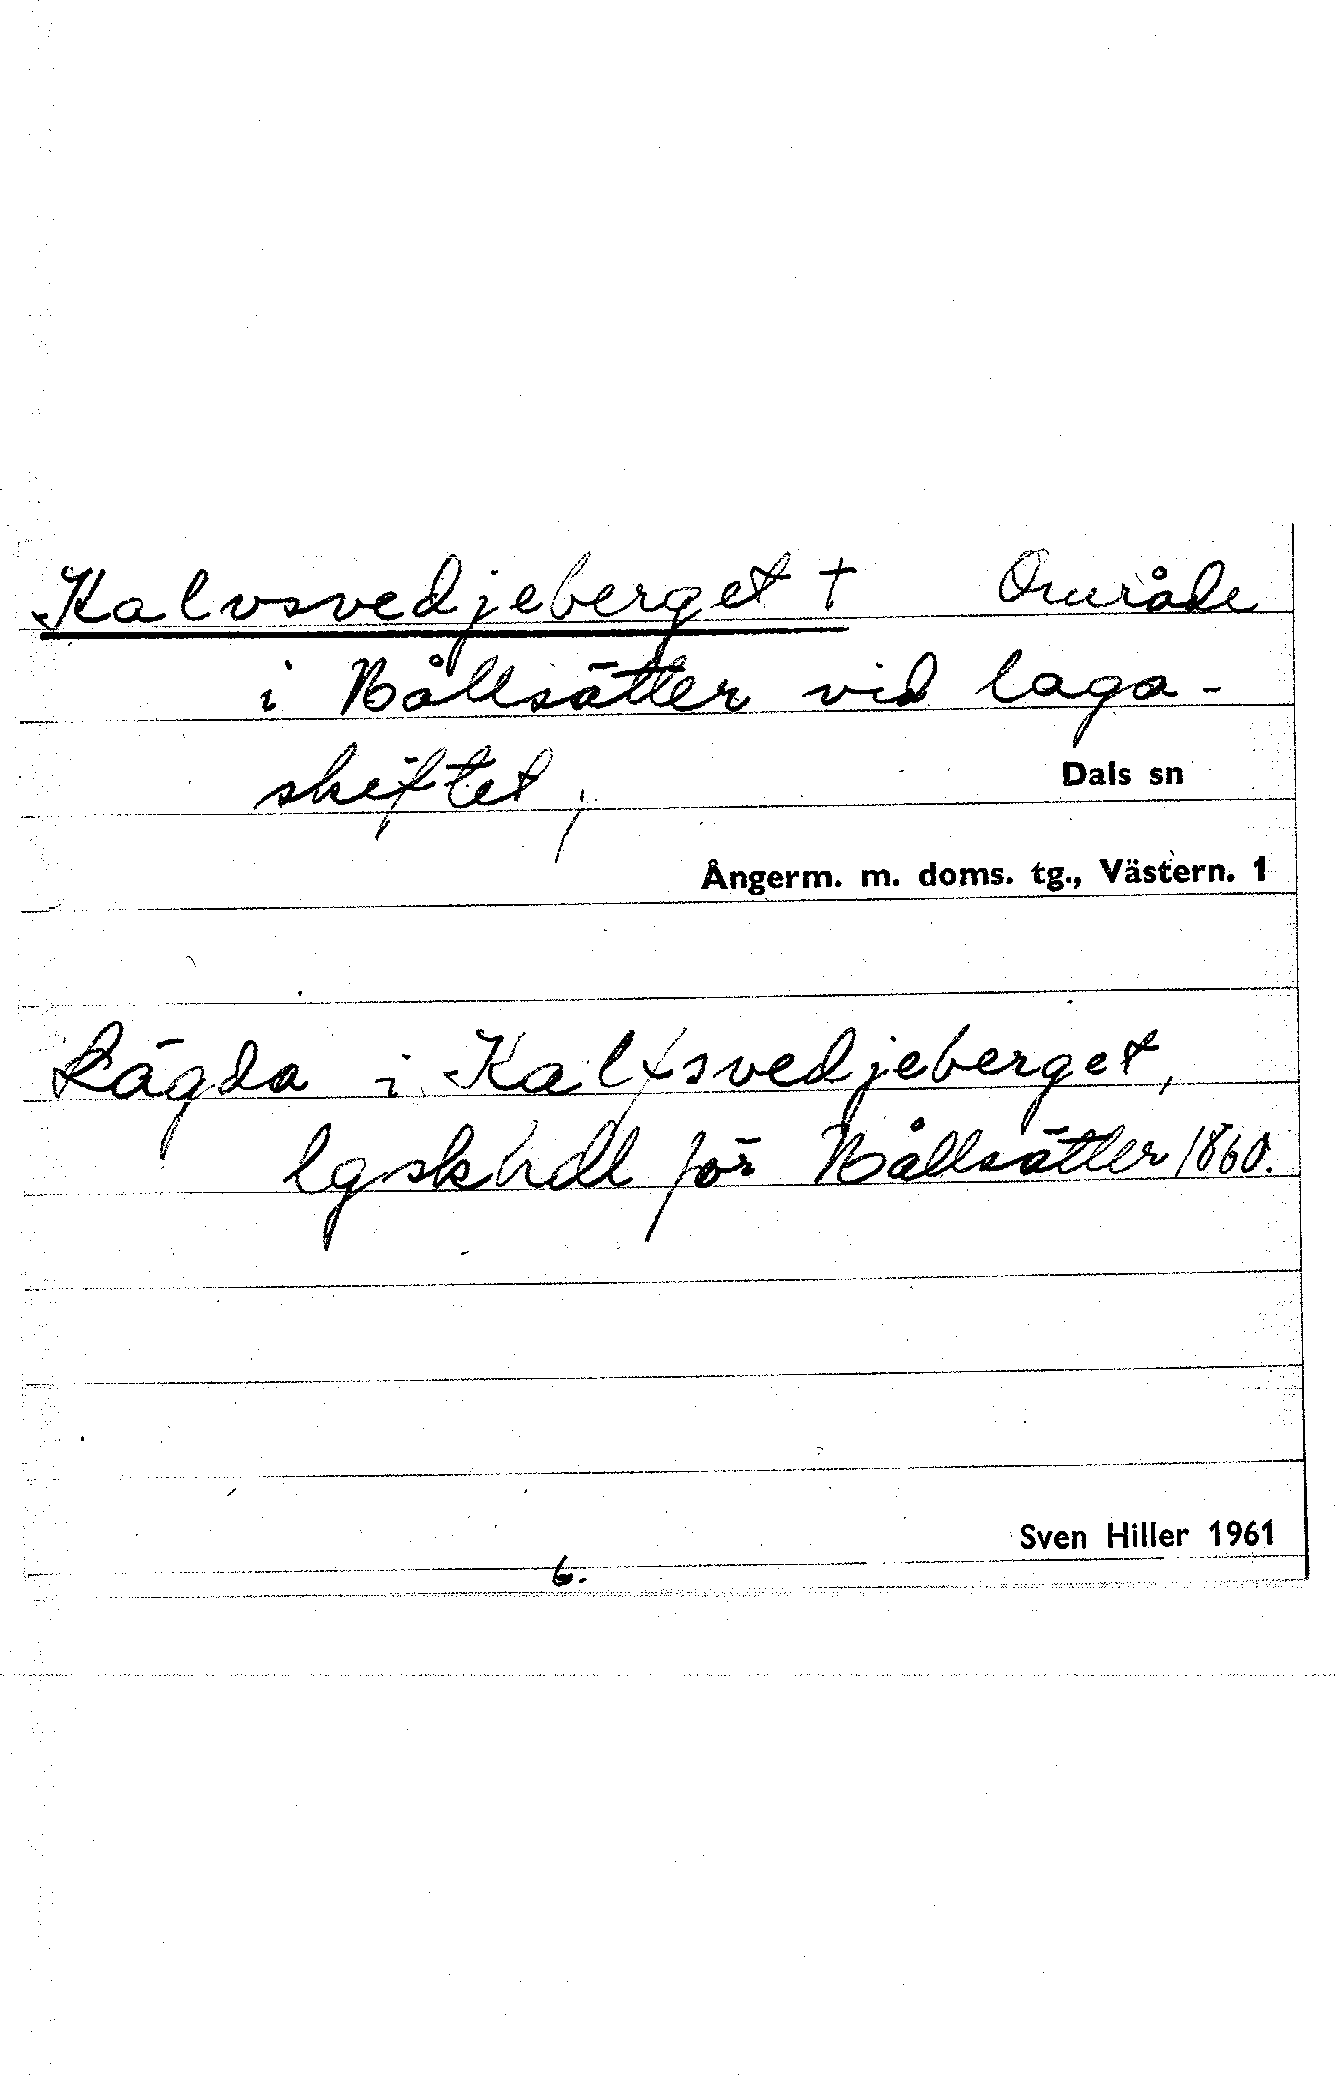 Kalvsvedjeberget + Område
i Bållsätter vid laga-
skiftet,
Dals sn
Ångerm. m. doms. tg., Västern. 1
Lägda i Kalfsvedjeberget,
lgskhdl för Bållsätter 1860.
Sven Hiller 1961
6.